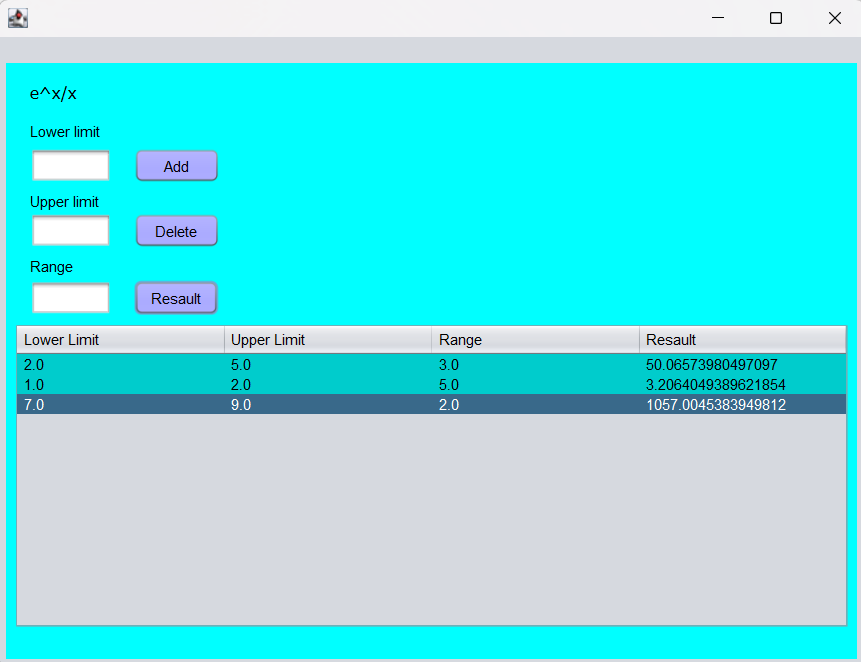 e^x/x
Lower limit
Add
Upper limit
Delete
Range
Resault
Lower Limit Upper Limit Range Resault
2.0 5.0 3.0 50.06573980497097
1.0 2.0 5.0 3.2064049389621854
7.0 9.0 2.0 1057.0045383949812